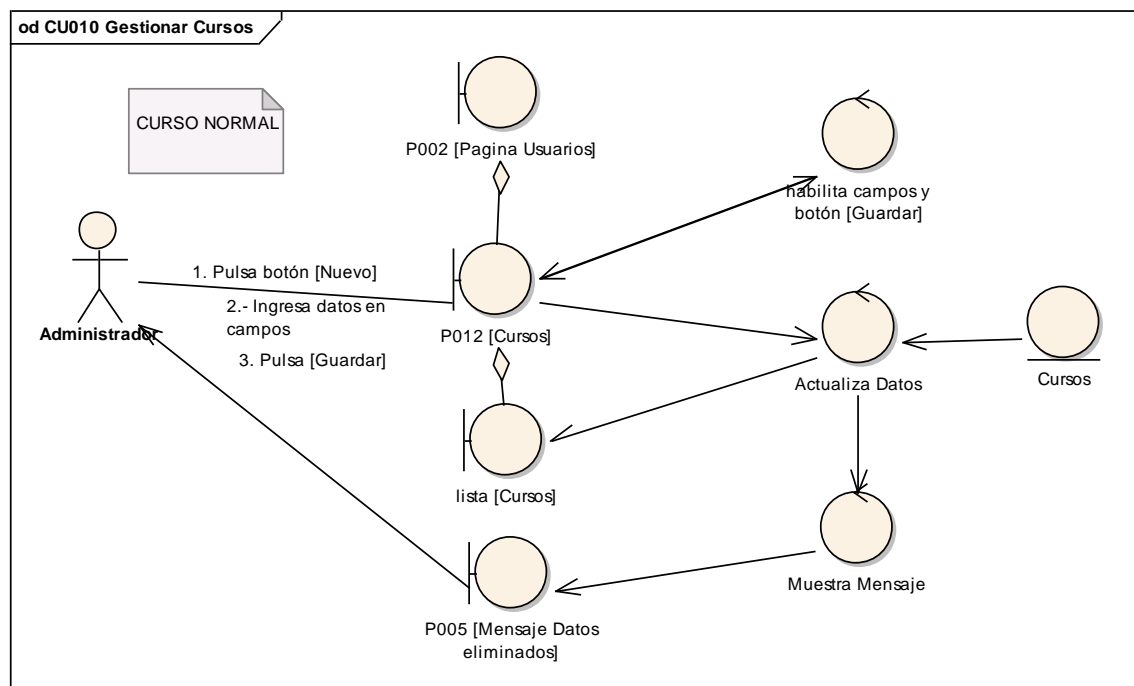 od CU010 Gestionar Cursos
CURSO NORMAL
P002 [Pagina Usuarios]
habilita campos y
botón [Guardar]
1. Pulsa botón [Nuevo]
2.- Ingresa datos en
campos
3. Pulsa [Guardar]
Administrador
P012 [Cursos]
Actualiza Datos
Cursos
lista [Cursos]
Muestra Mensaje
P005 [Mensaje Datos
eliminados]